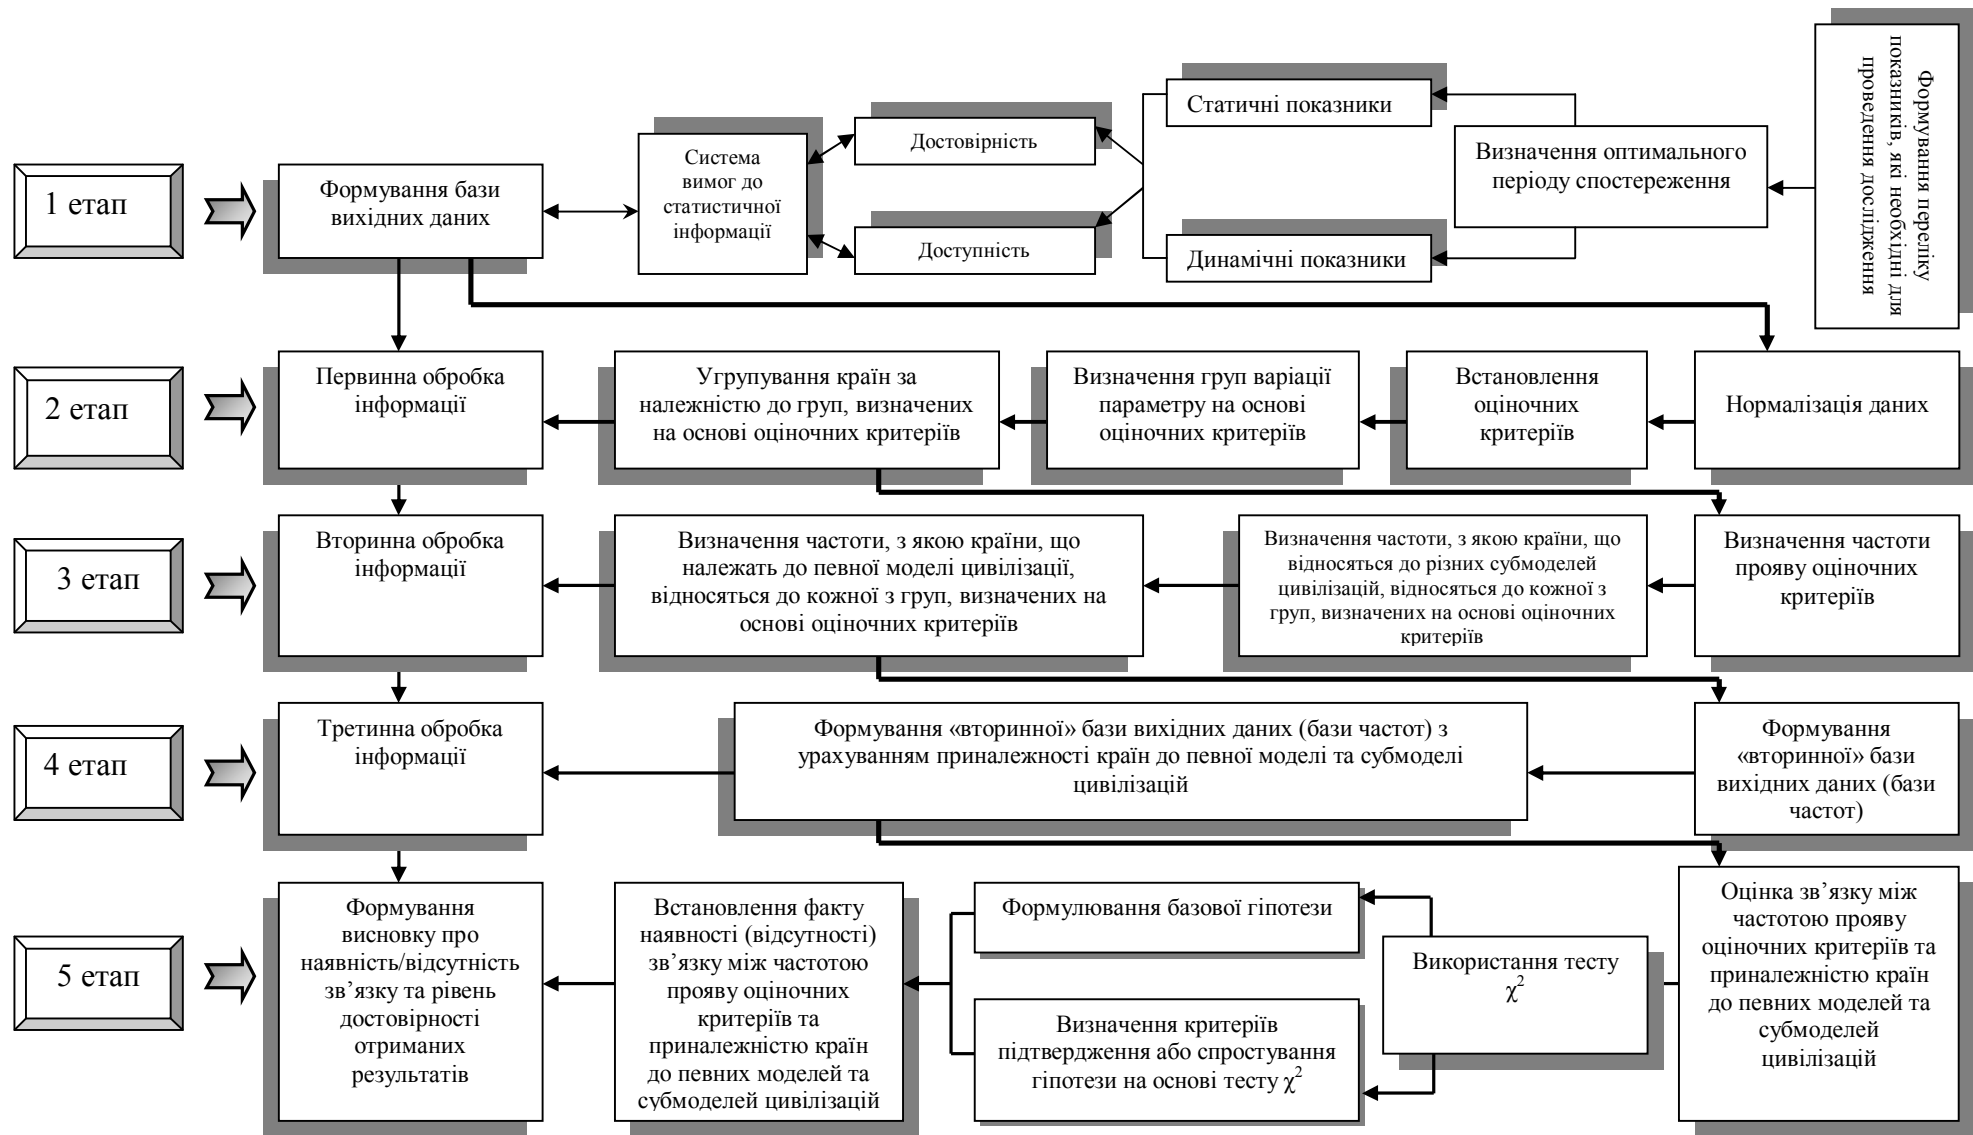 1 етап
Формування бази
вихідних даних
Система
вимог до
статистичної
інформації
Достовірність
Доступність
Статичні показники
Динамічні показники
Визначення оптимального
періоду спостереження
Формування переліку
показників, які необхідні для
проведення дослідження
2 етап
Первинна обробка
інформації
Угрупування країн за
належністю до груп, визначених
на основі оціночних критеріїв
Визначення груп варіації
параметру на основі
оціночних критеріїв
Встановлення
оціночних
критеріїв
Нормалізація даних
3 етап
Вторинна обробка
інформації
Визначення частоти, з якою країни, що
належать до певної моделі цивілізації,
відносяться до кожної з груп, визначених на
основі оціночних критеріїв
Визначення частоти, з якою країни, що
відносяться до різних субмоделей
цивілізацій, відносяться до кожної з
груп, визначених на основі оціночних
критеріїв
Визначення частоти
прояву оціночних
критеріїв
4 етап
Третинна обробка
інформації
Формування «вторинної» бази вихідних даних (бази частот) з
урахуванням приналежності країн до певної моделі та субмоделі
цивілізацій
Формування
«вторинної» бази
вихідних даних (бази
частот)
5 етап
Формування
висновку про
наявність/відсутність
зв’язку та рівень
достовірності
отриманих
результатів
Встановлення факту
наявності (відсутності)
зв’язку між частотою
прояву оціночних
критеріїв та
приналежністю країн
до певних моделей та
субмоделей цивілізацій
Формулювання базової гіпотези
Визначення критеріїв
підтвердження або спростування
гіпотези на основі тесту χ²
Використання тесту
χ²
Оцінка зв’язку між
частотою прояву
оціночних критеріїв та
приналежністю країн
до певних моделей та
субмоделей
цивілізацій